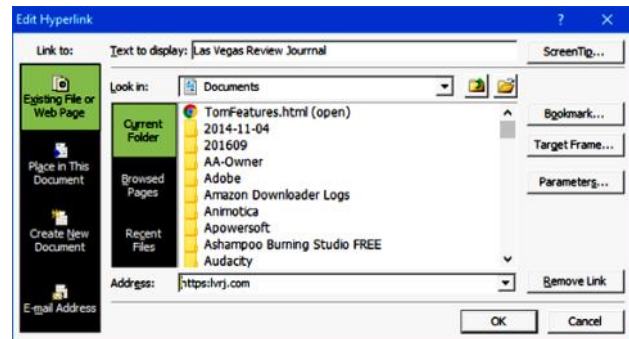 Edit Hyperlink ? ×
Link to: Text to display: Las Vegas Review Jourrnal ScreenTip...
Existing File or Web Page
Look in: Documents
Current Folder
Browsed Pages
Recent Files
TomFeatures.html (open)
2014-11-04
201609
AA-Owner
Adobe
Amazon Downloader Logs
Animotica
Apowersoft
Ashampoo Burning Studio FREE
Audacity
Bookmark...
Target Frame...
Parameters...
Place in This Document
Create New Document
E-mail Address
Address: https:lvrj.com Remove Link
OK Cancel